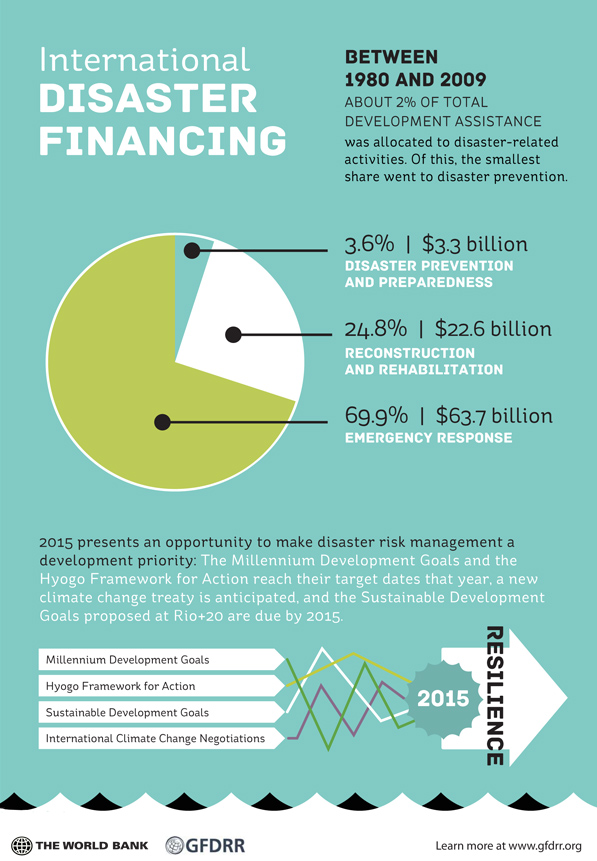 International
DISASTER
FINANCING
BETWEEN
1980 AND 2009
ABOUT 2% OF TOTAL
DEVELOPMENT ASSISTANCE
was allocated to disaster-related
activities. Of this, the smallest
share went to disaster prevention.
3.6% | $3.3 billion
DISASTER PREVENTION
AND PREPAREDNESS
24.8% | $22.6 billion
RECONSTRUCTION
AND REHABILITATION
69.9% | $63.7 billion
EMERGENCY RESPONSE
2015 presents an opportunity to make disaster risk management a
development priority: The Millennium Development Goals and the
Hyogo Framework for Action reach their target dates that year, a new
climate change treaty is anticipated, and the Sustainable Development
Goals proposed at Rio+20 are due by 2015.
Millennium Development Goals
Hyogo Framework for Action
Sustainable Development Goals
International Climate Change Negotiations
2015
RESILIENCE
THE WORLD BANK
GFDRR
Learn more at www.gfdrr.org